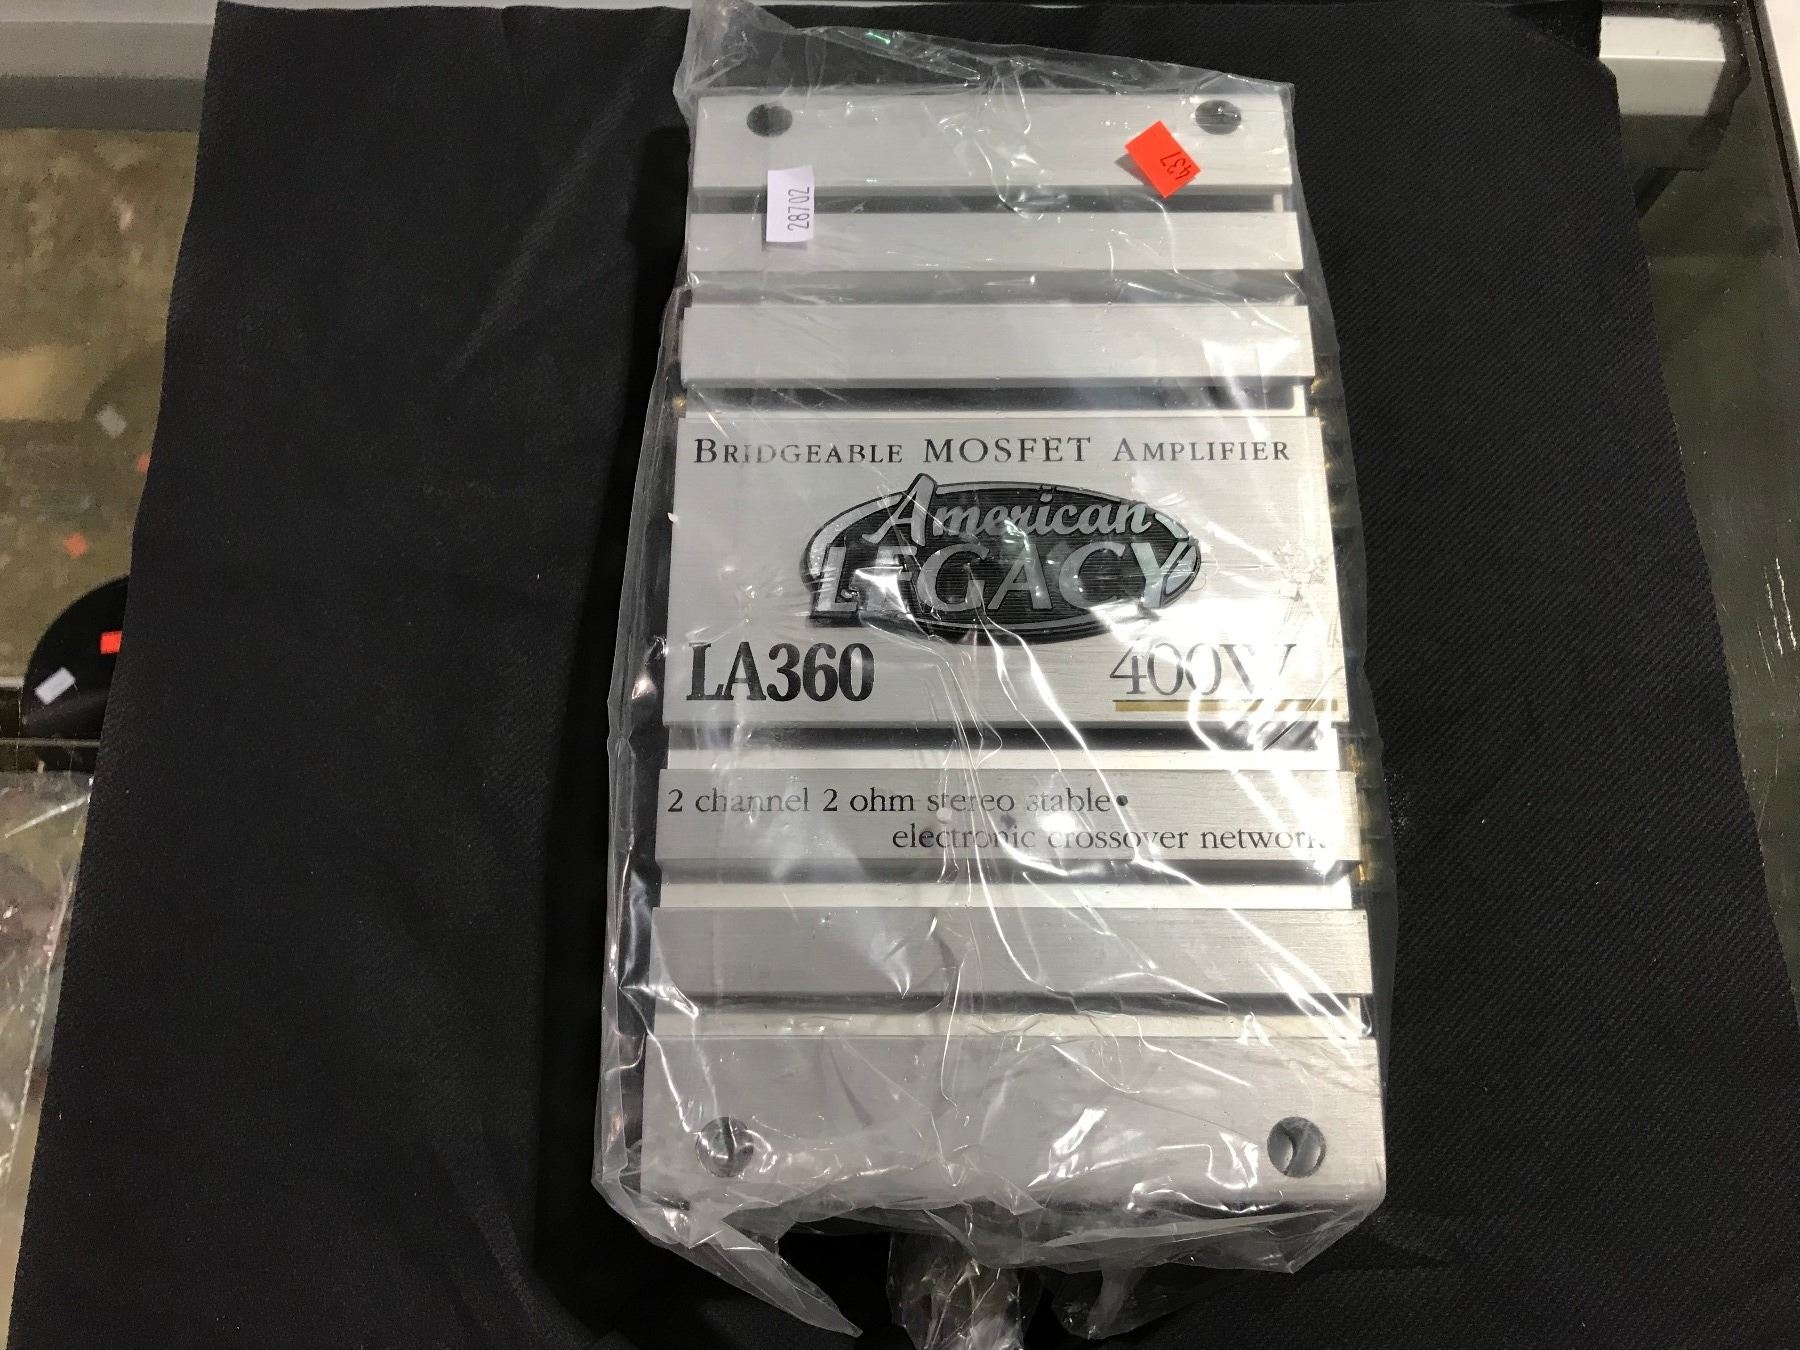 437
28702
BRIDGEABLE MOSFET AMPLIFIER
American
LEGACY
LA360 400W
2 channel 2 ohm stereo stable•
electronic crossover network